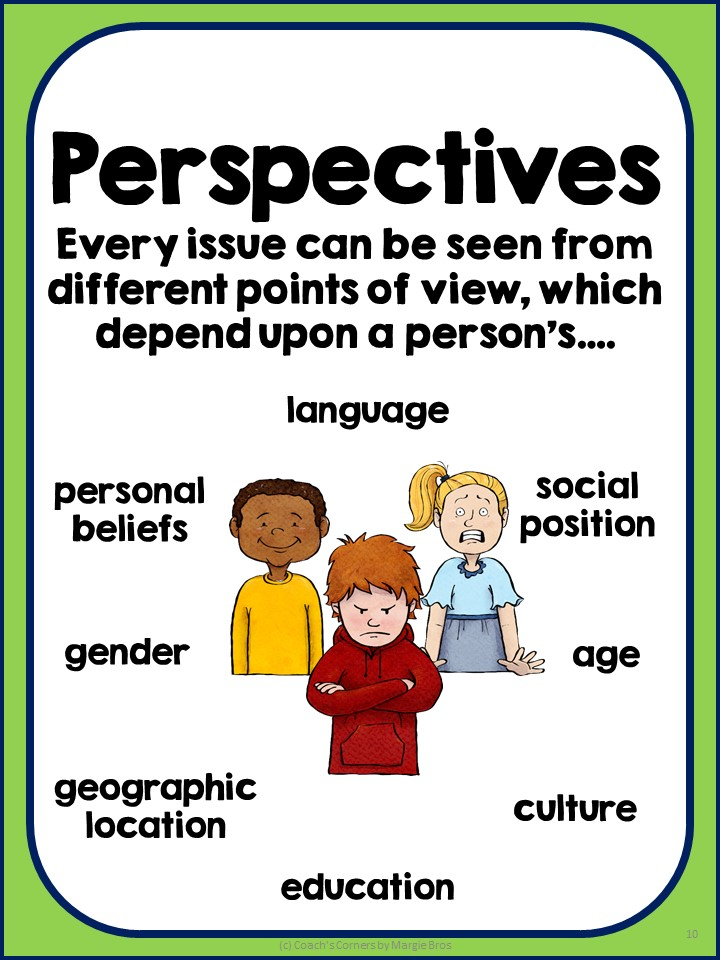 Perspectives
Every issue can be seen from
different points of view, which
depend upon a person's....
language
personal
beliefs
social
position
gender
age
geographic
location
culture
education
10
(c) Coach's Corners by Margie Bros